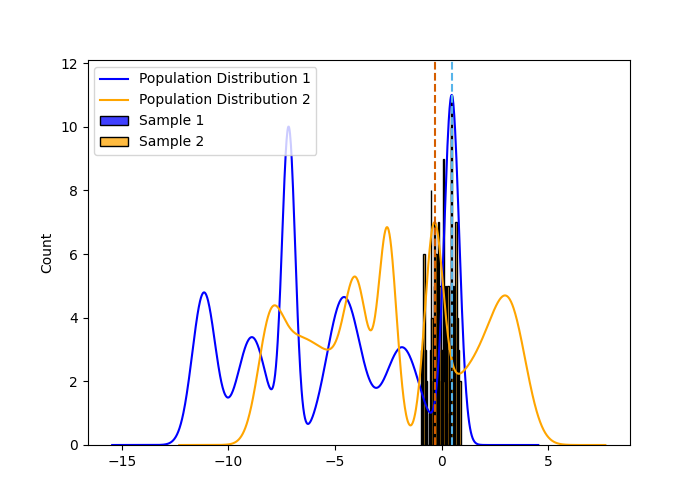 12
10
8
6
4
2
0
Count
Population Distribution 1
Population Distribution 2
Sample 1
Sample 2
−15
−10
−5
0
5